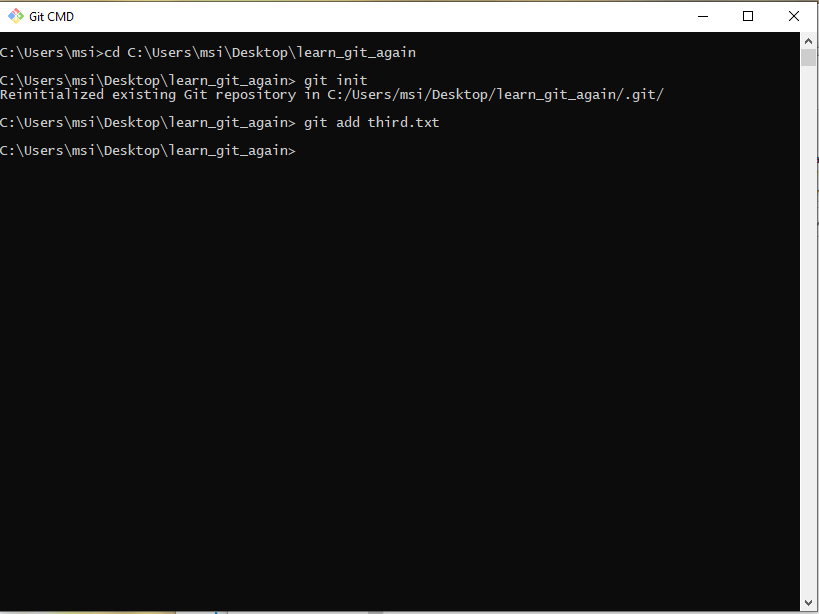 Git CMD
C:\Users\msi>cd C:\Users\msi\Desktop\learn_git_again
C:\Users\msi\Desktop\learn_git_again> git init
Reinitialized existing Git repository in C:/Users/msi/Desktop/learn_git_again/.git/
C:\Users\msi\Desktop\learn_git_again> git add third.txt
C:\Users\msi\Desktop\learn_git_again>